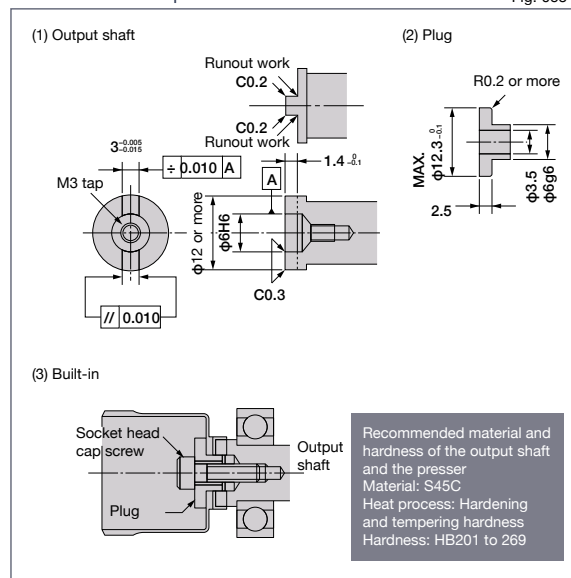 (1) Output shaft
(2) Plug
Runout work
C0.2
C0.2
Runout work
R0.2 or more
3 -0.005 -0.015
÷ 0.010 A
M3 tap
A
1.4 0 -0.1
MAX.
φ12.3 0 -0.1
φ3.5
φ6g6
2.5
φ12 or more
φ6H6
C0.3
// 0.010
(3) Built-in
Socket head
cap screw
Plug
Output
shaft
Recommended material and
hardness of the output shaft
and the presser
Material: S45C
Heat process: Hardening
and tempering hardness
Hardness: HB201 to 269